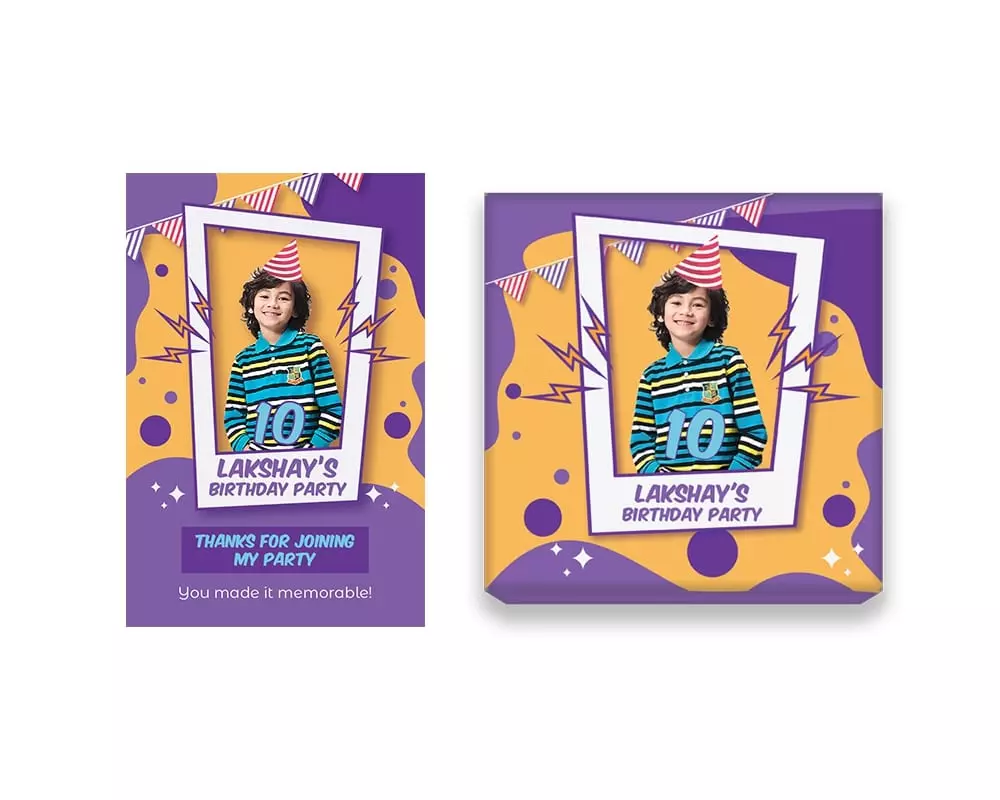 10
LAKSHAY'S
BIRTHDAY PARTY
THANKS FOR JOINING
MY PARTY
You made it memorable!
10
LAKSHAY'S
BIRTHDAY PARTY